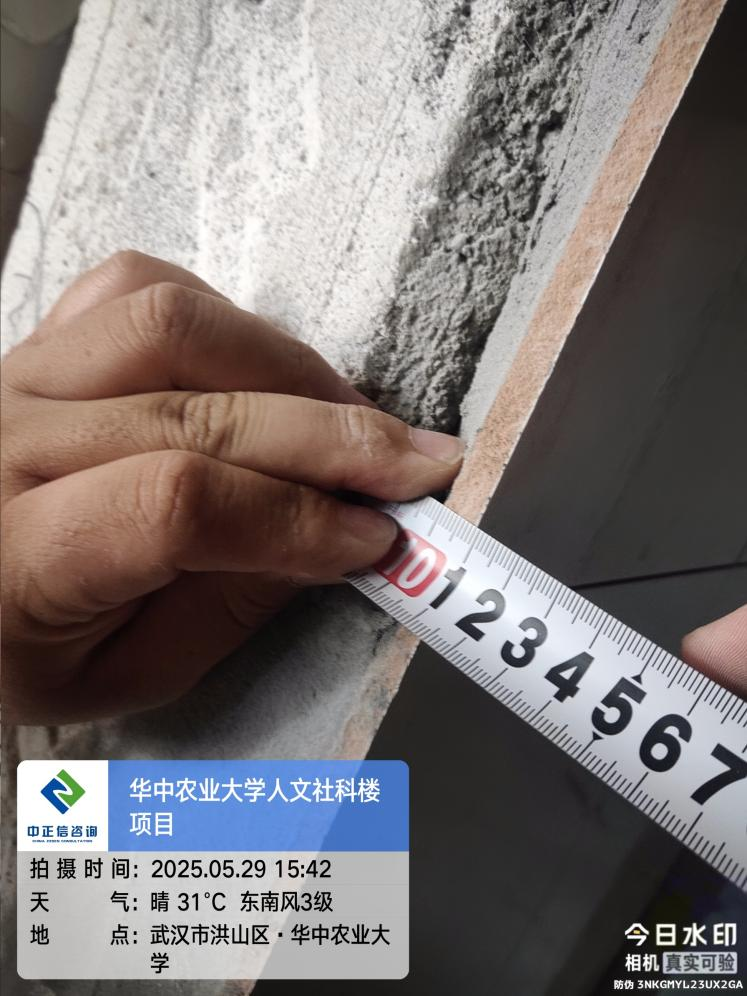 10 1 2 3 4 5 6 7
中正信咨询
CHINA ZOSEN CONSULTANCY
华中农业大学人文社科楼
项目
拍摄时间: 2025.05.29 15:42
天气: 晴 31°C 东南风3级
地点: 武汉市洪山区·华中农业大
学
今日水印
相机 真实可验
防伪 3NKGMYL23UX2GA